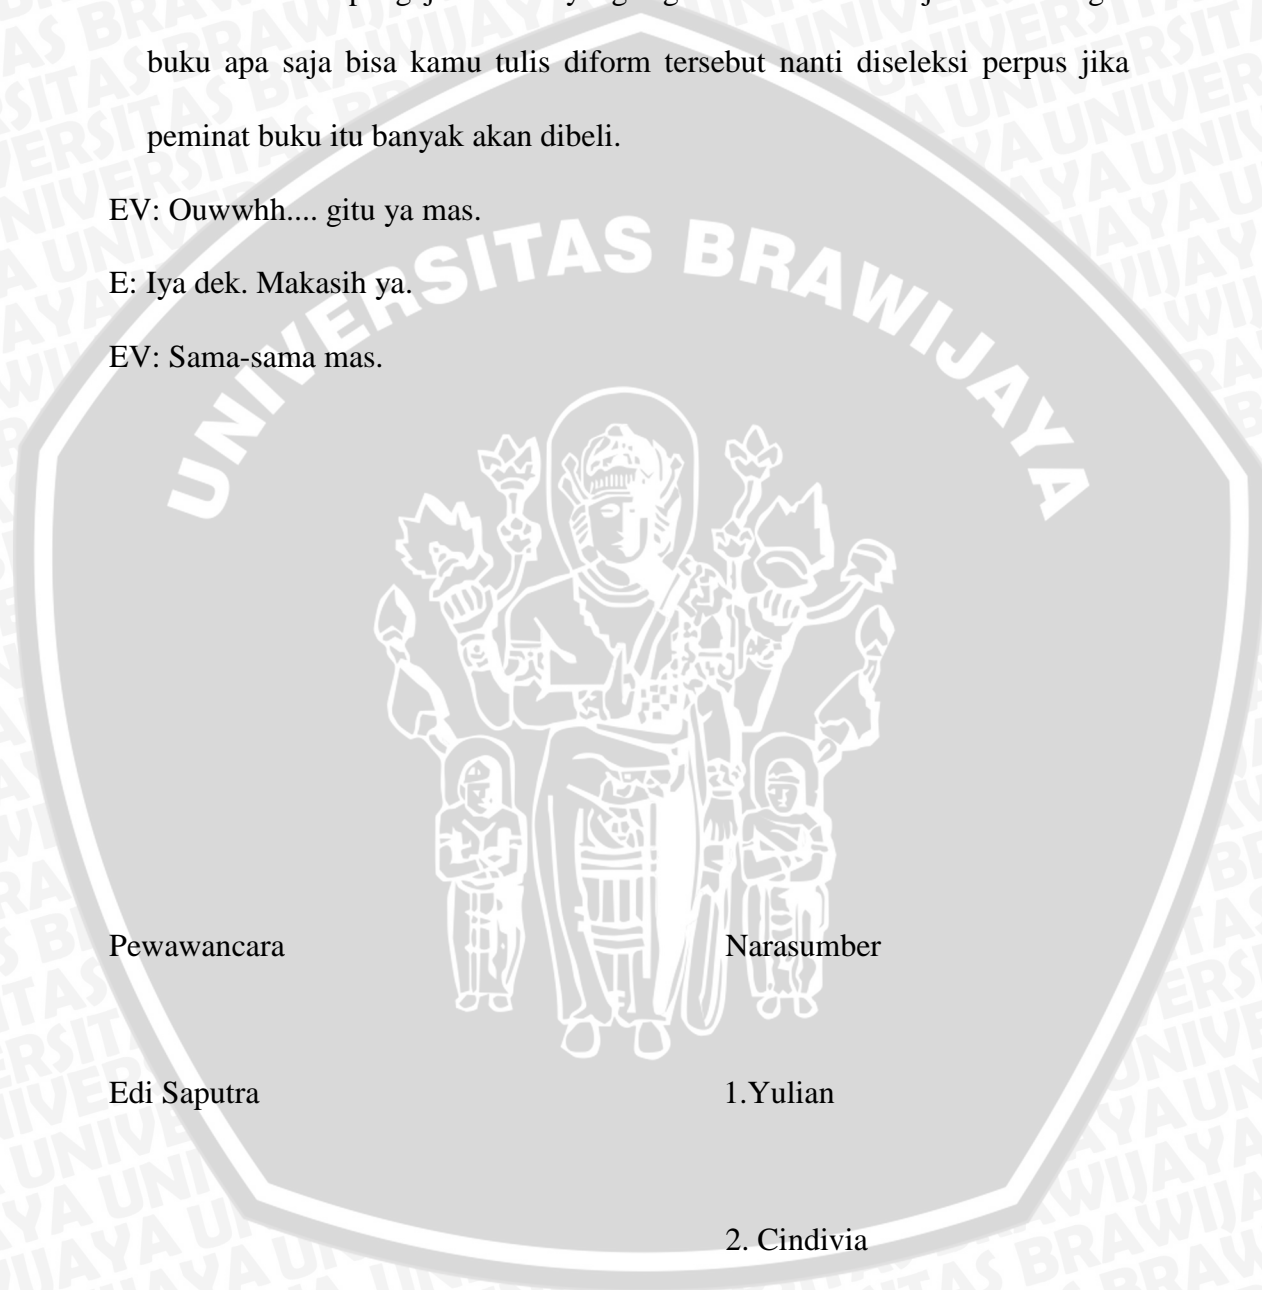 buku apa saja bisa kamu tulis diform tersebut nanti diseleksi perpus jika
peminat buku itu banyak akan dibeli.
EV: Ouwwhh.... gitu ya mas.
E: Iya dek. Makasih ya.
EV: Sama-sama mas.
UNIVERSITAS BRAWIJAYA
Pewawancara Narasumber
Edi Saputra 1.Yulian
2. Cindivia